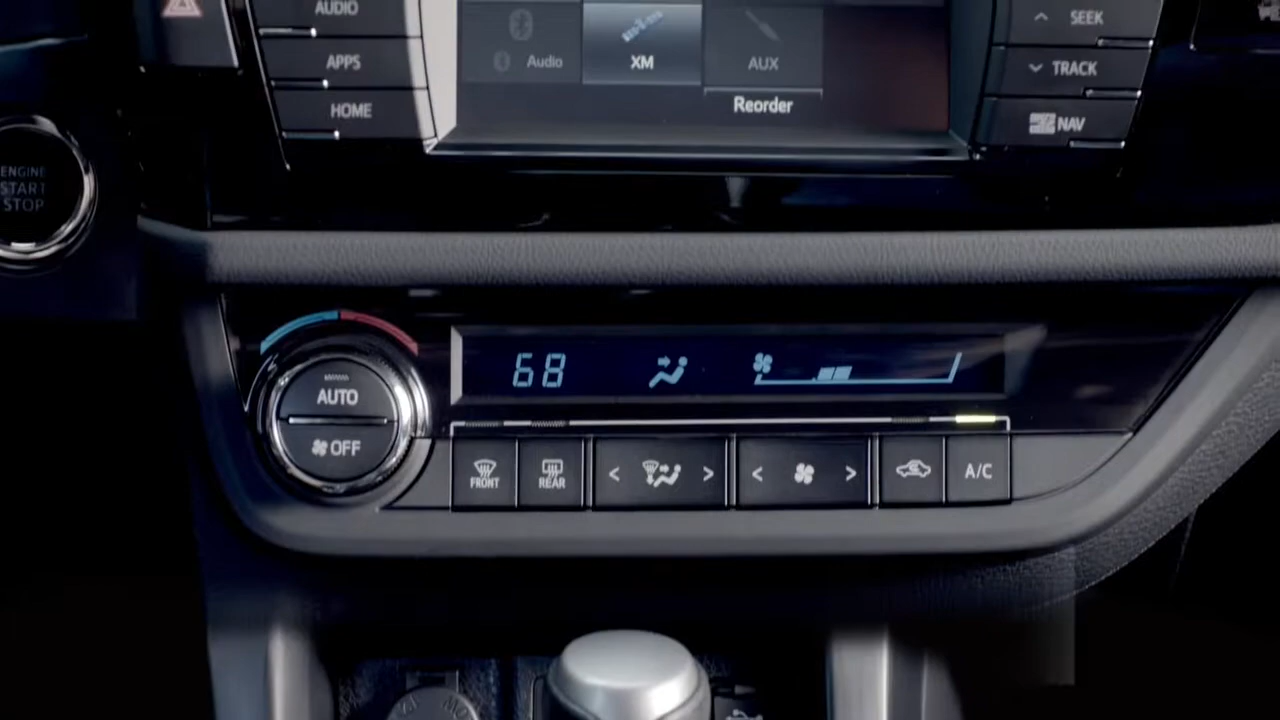 AUDIO
APPS
HOME
Audio
XM
AUX
Reorder
SEEK
TRACK
NAV
ENGINE
START
STOP
68
AUTO
OFF
FRONT
REAR
< >
< >
A/C